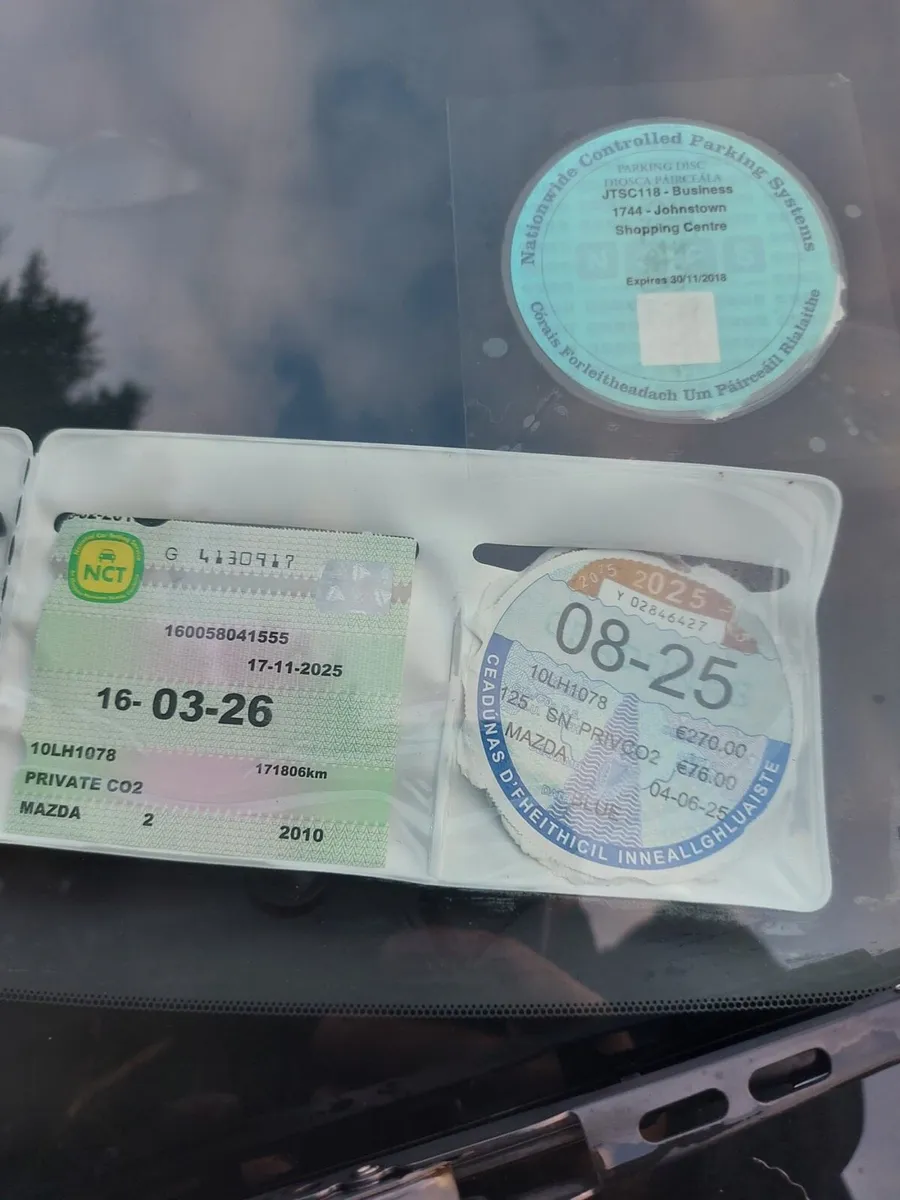 Nationwide Controlled Parking Systems
PARKING DISC
DIOSCA PÁIRCEÁLA
JTSC118 - Business
1744 - Johnstown
Shopping Centre
N C P S
Expires 30/11/2018
Córais Forleitheadach Um Páirceáil Rialaithe
NCT
G 4130917
160058041555
17-11-2025
16- 03-26
10LH1078
171806km
PRIVATE CO2
MAZDA 2 2010
2025
Y 02846427
08-25
10LH1078
125 SN PRIVCO2 €270.00
MAZDA €76.00
BLUE 04-06-25
CEADÚNAS D'FHEITHICIL INNEALLGHLUAISTE